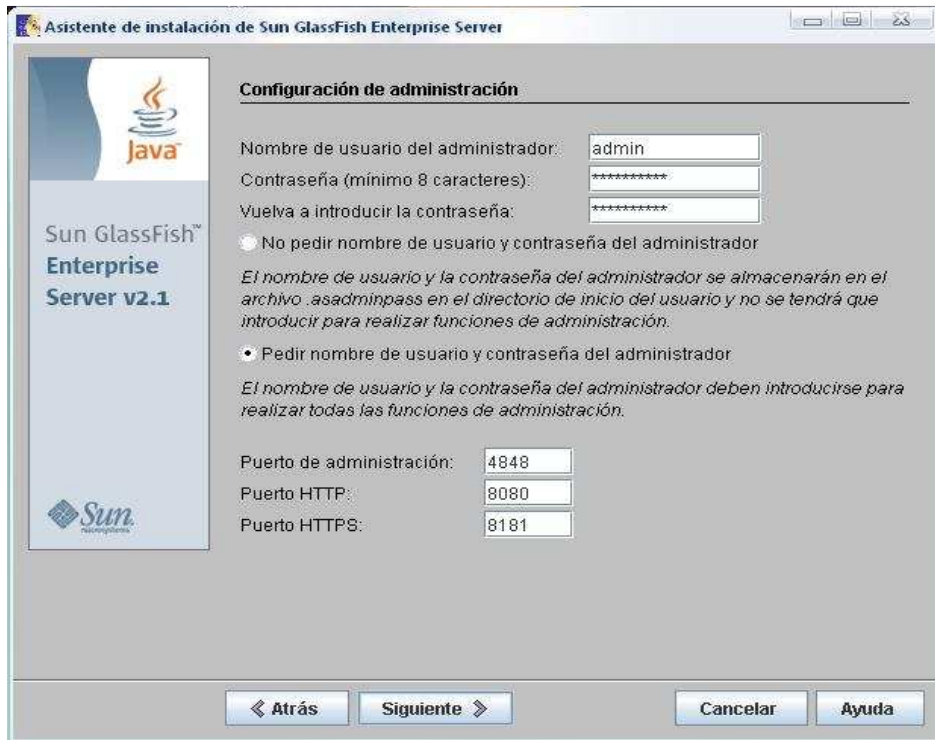 Asistente de instalación de Sun GlassFish Enterprise Server
Java™
Sun GlassFish™
Enterprise
Server v2.1
Sun
microsystems
Configuración de administración
Nombre de usuario del administrador: admin
Contraseña (mínimo 8 caracteres): **********
Vuelva a introducir la contraseña: **********
No pedir nombre de usuario y contraseña del administrador
El nombre de usuario y la contraseña del administrador se almacenarán en el
archivo .asadminpass en el directorio de inicio del usuario y no se tendrá que
introducir para realizar funciones de administración.
Pedir nombre de usuario y contraseña del administrador
El nombre de usuario y la contraseña del administrador deben introducirse para
realizar todas las funciones de administración.
Puerto de administración: 4848
Puerto HTTP: 8080
Puerto HTTPS: 8181
Atrás Siguiente Cancelar Ayuda